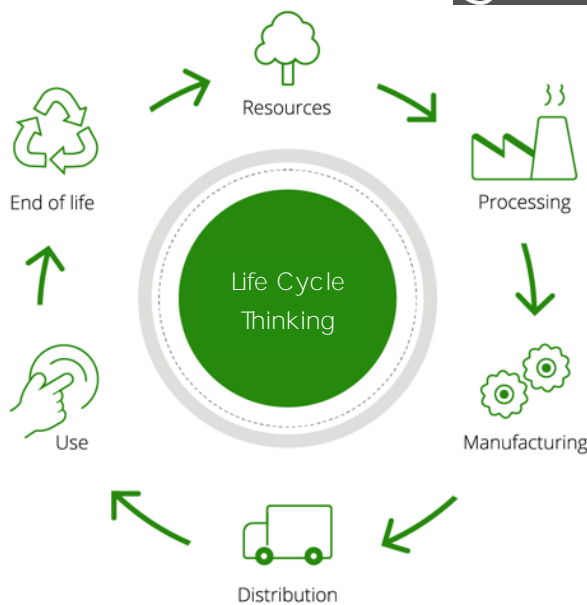 Resources
Processing
Manufacturing
Distribution
Use
End of life
Life Cycle
Thinking